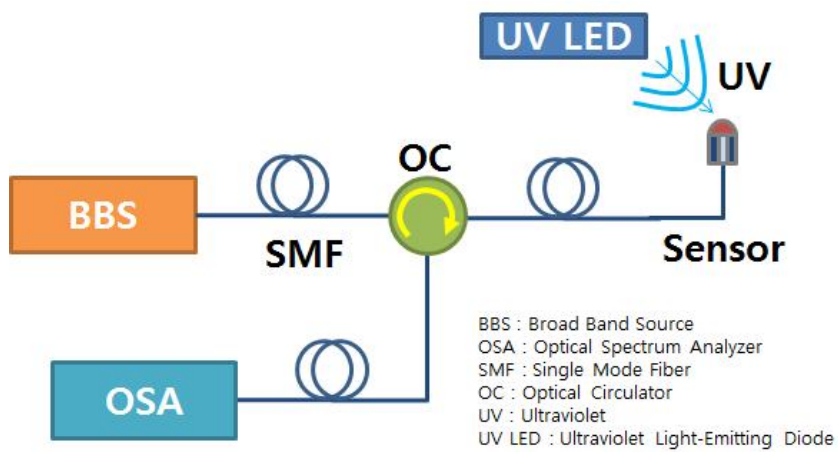 UV LED
UV
OC
BBS
SMF
Sensor
OSA
BBS : Broad Band Source
OSA : Optical Spectrum Analyzer
SMF : Single Mode Fiber
OC : Optical Circulator
UV : Ultraviolet
UV LED : Ultraviolet Light-Emitting Diode